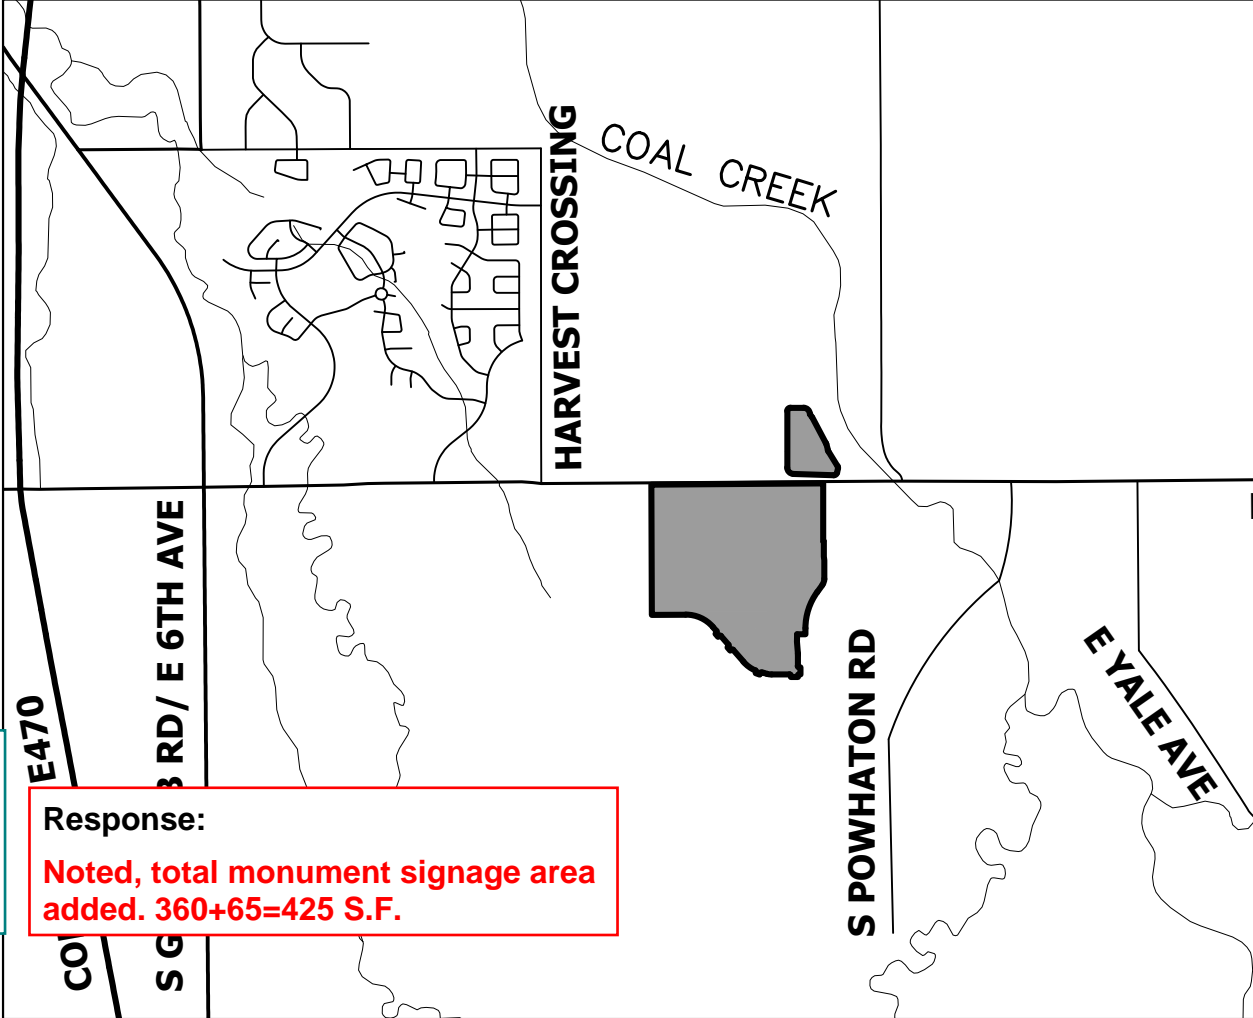 COAL CREEK
HARVEST CROSSING
RD/ E 6TH AVE
E470
S POWHATON RD
E YALE AVE
Response:
Noted, total monument signage area
added. 360+65=425 S.F.
S